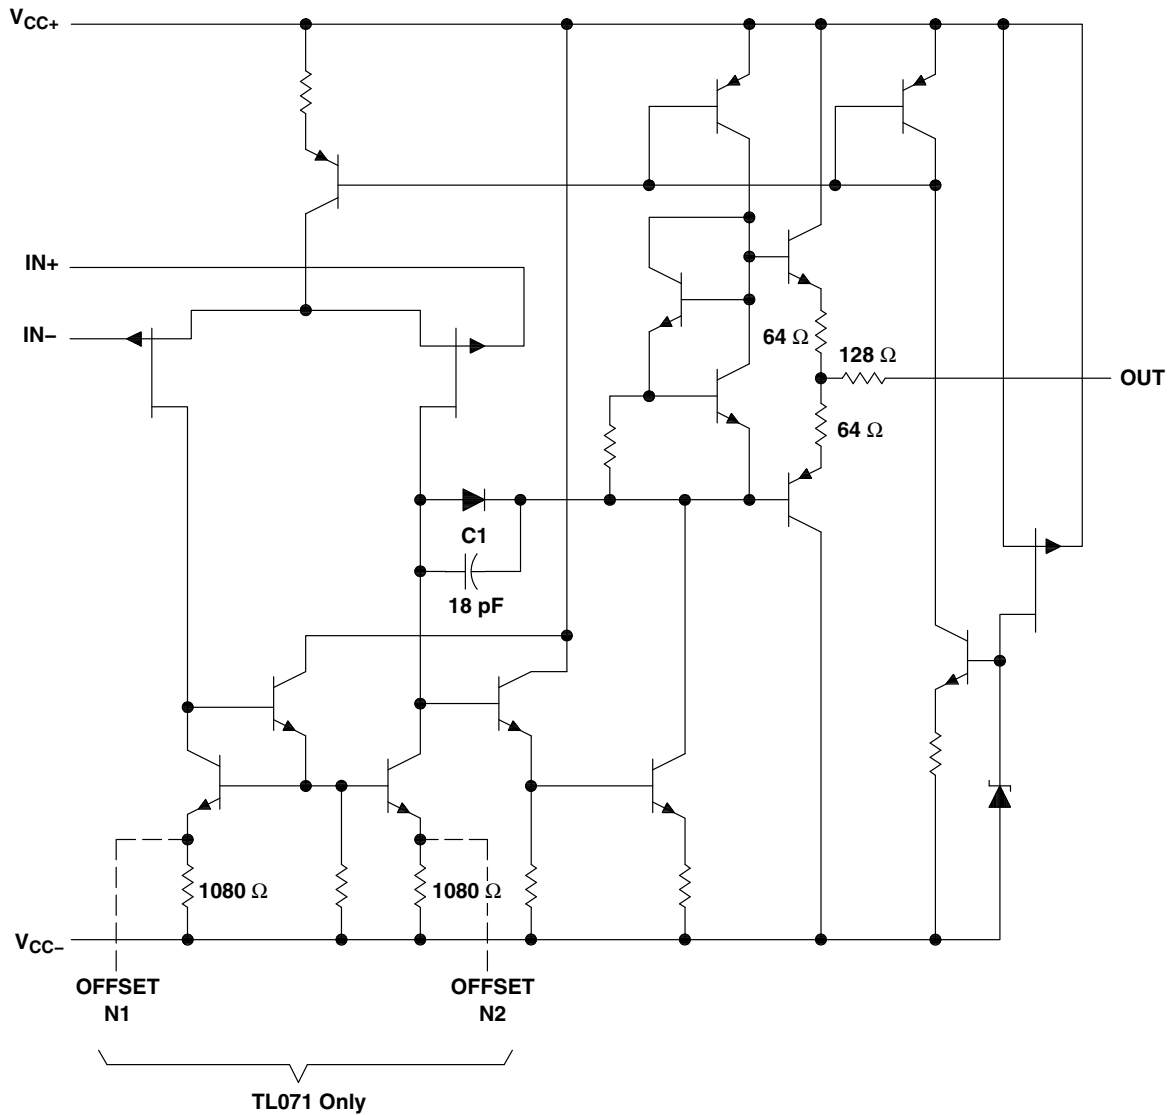 VCC+
IN+
IN−
64 Ω
128 Ω
OUT
64 Ω
C1
18 pF
1080 Ω
1080 Ω
VCC−
OFFSET
N1
OFFSET
N2
TL071 Only